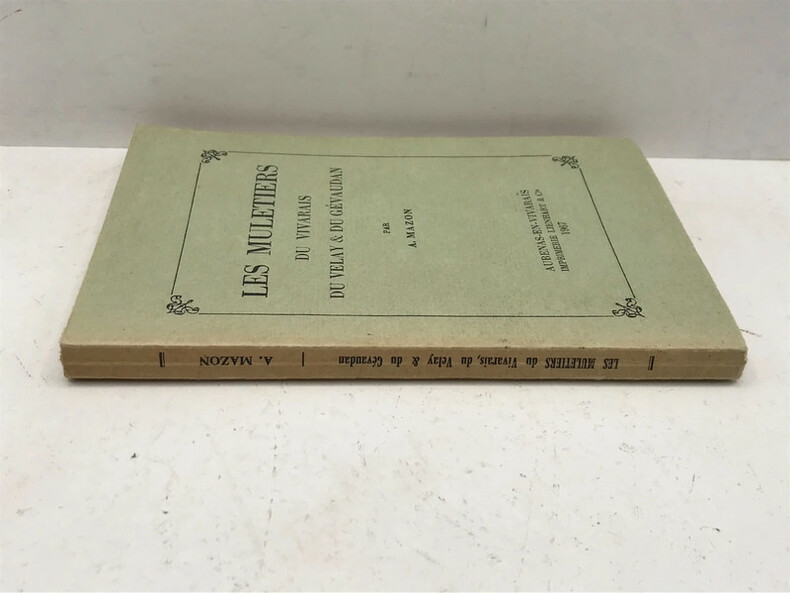 LES MULETIERS
DU VIVARAIS
DU VELAY & DU GÉVAUDAN
PAR
A. MAZON
AUBENAS-EN-VIVARAIS
IMPRIMERIE LIENHART & Cie
1967
LES MULETIERS du Vivarais, du Velay & du Gévaudan | A. MAZON